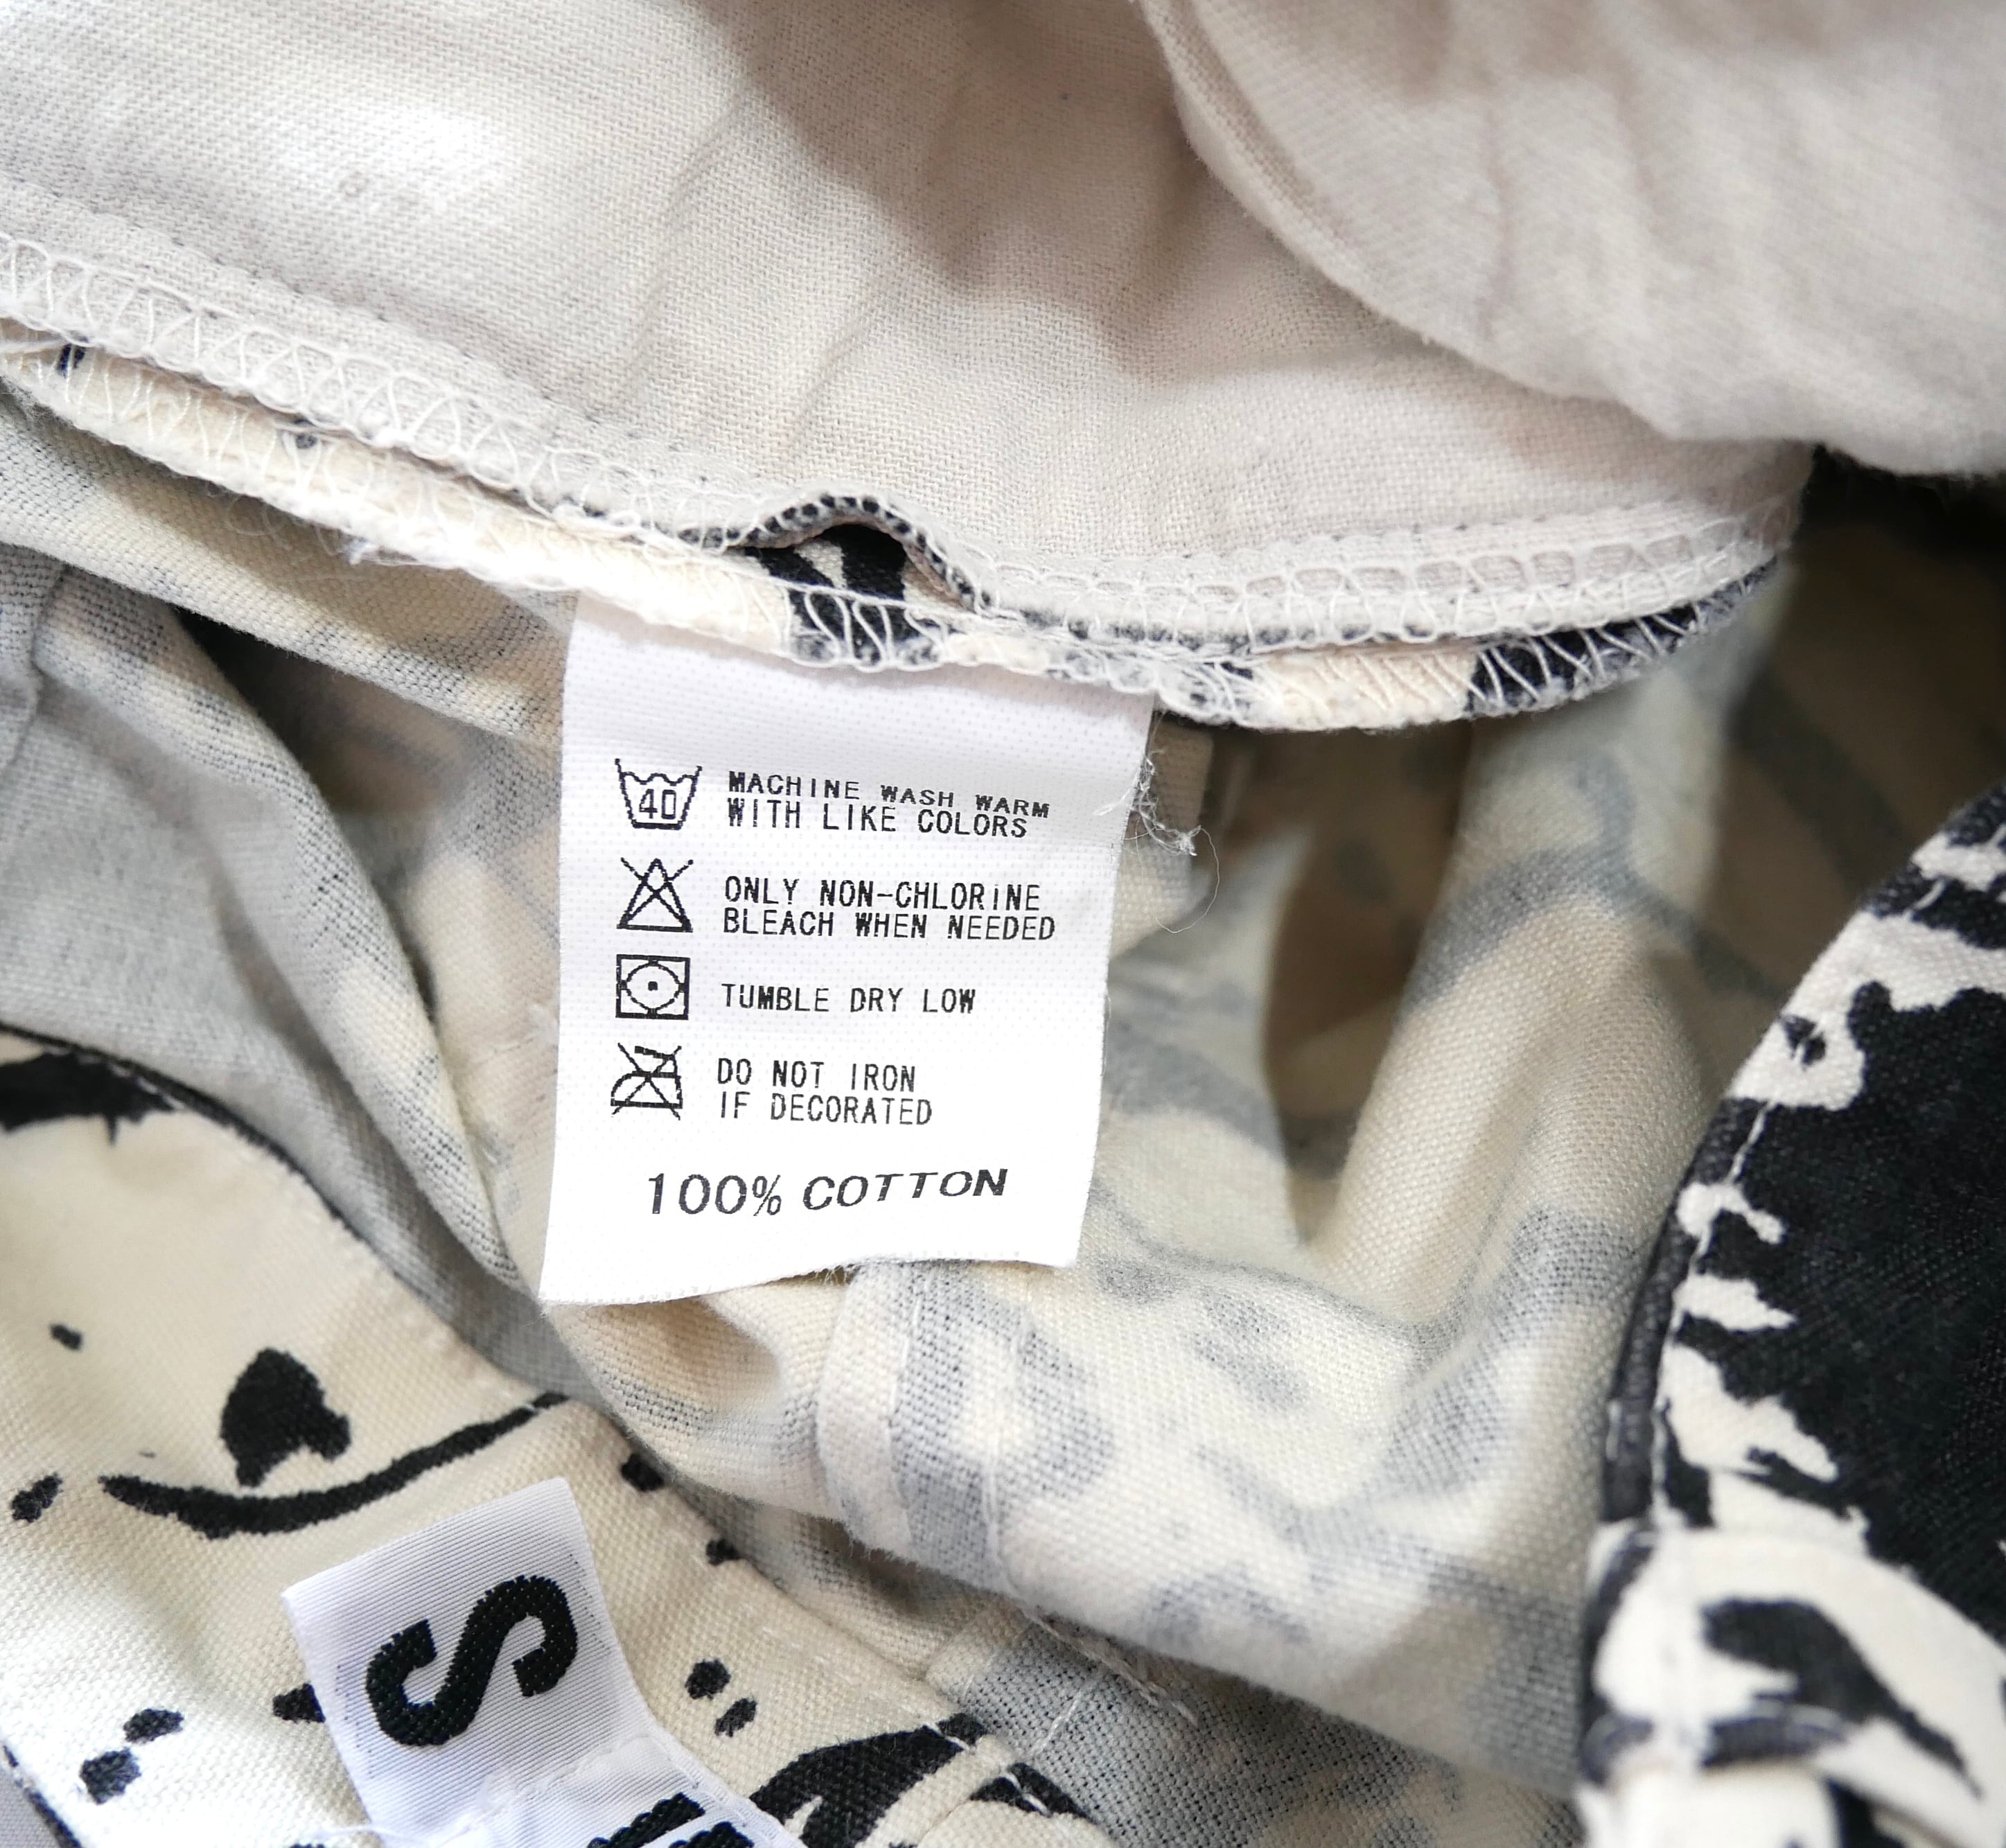 40
MACHINE WASH WARM
WITH LIKE COLORS
ONLY NON-CHLORINE
BLEACH WHEN NEEDED
TUMBLE DRY LOW
DO NOT IRON
IF DECORATED
100% COTTON
S